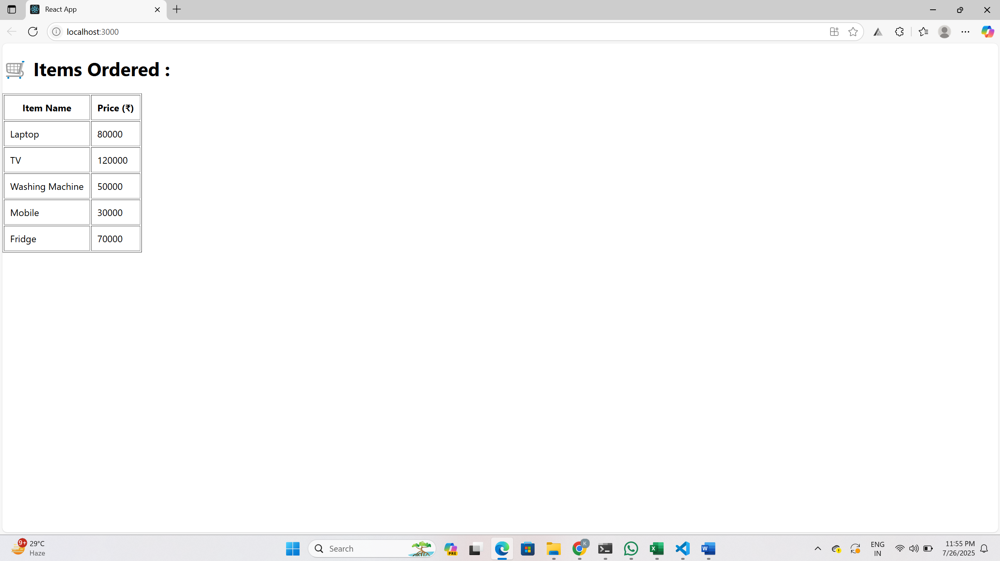 React App
localhost:3000
Items Ordered :
Item Name Price (₹)
Laptop 80000
TV 120000
Washing Machine 50000
Mobile 30000
Fridge 70000
9+
29°C
Haze
Search
PRE
K
X
W
ENG
IN
11:55 PM
7/26/2025